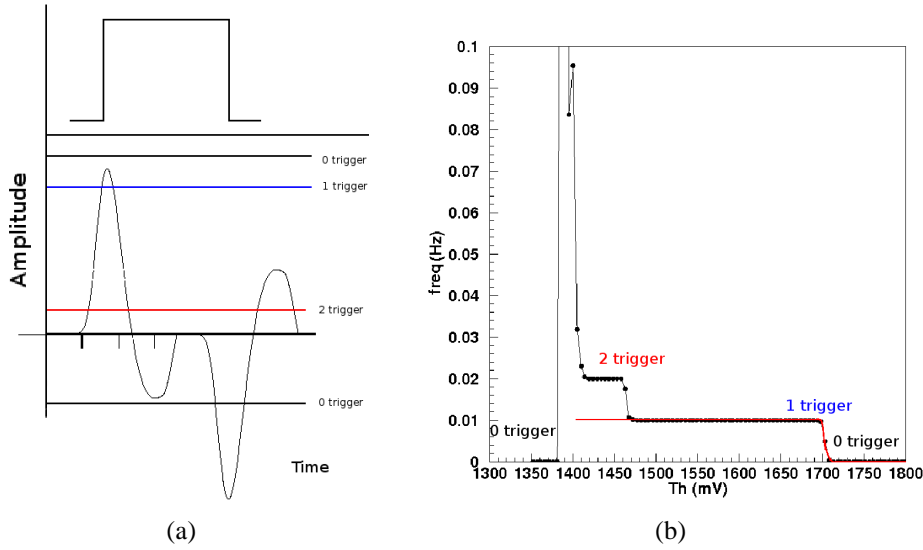 Amplitude
0 trigger
1 trigger
2 trigger
0 trigger
Time
(a)
freq (Hz)
0.1
0.09
0.08
0.07
0.06
0.05
0.04
0.03
0.02
0.01
0
2 trigger
1 trigger
0 trigger
0 trigger
1300 1350 1400 1450 1500 1550 1600 1650 1700 1750 1800
Th (mV)
(b)